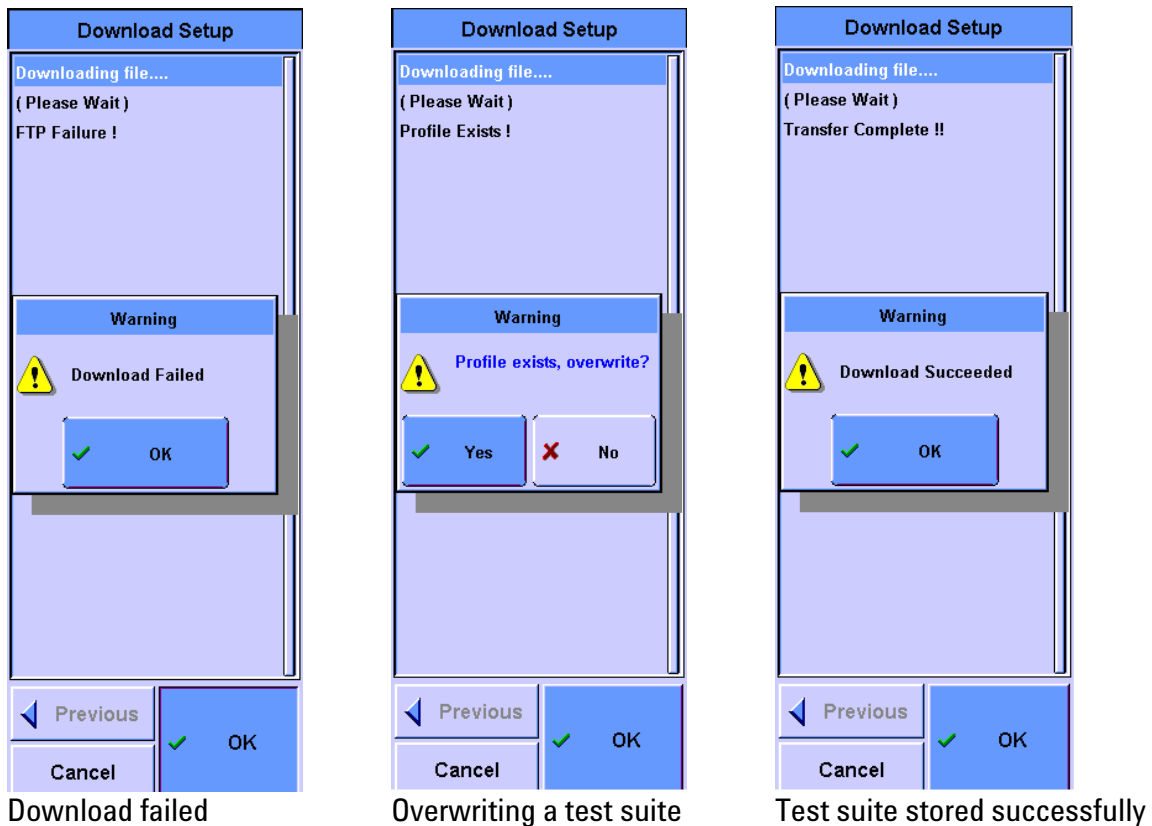 Download Setup
Downloading file....
( Please Wait )
FTP Failure !
Warning
Download Failed
OK
Previous
OK
Cancel
Download failed
Download Setup
Downloading file....
( Please Wait )
Profile Exists !
Warning
Profile exists, overwrite?
Yes
No
Previous
OK
Cancel
Overwriting a test suite
Download Setup
Downloading file....
( Please Wait )
Transfer Complete !!
Warning
Download Succeeded
OK
Previous
OK
Cancel
Test suite stored successfully